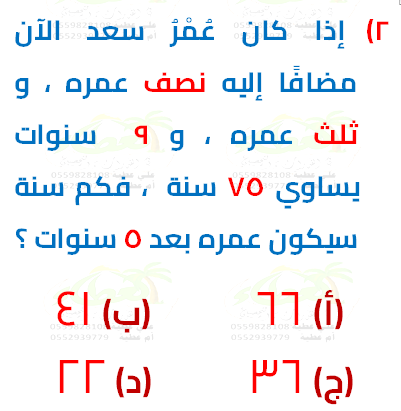 ٢) إذا كان عُمْرُ سعد الآن
مضافًا إليه نصف عمره ، و
ثلث عمره ، و ٩ سنوات
يساوي ٧٥ سنة ، فكم سنة
سيكون عمره بعد ٥ سنوات ؟
(أ) ٦٦ (ب) ٤١
(ج) ٣٦ (د) ٢٢